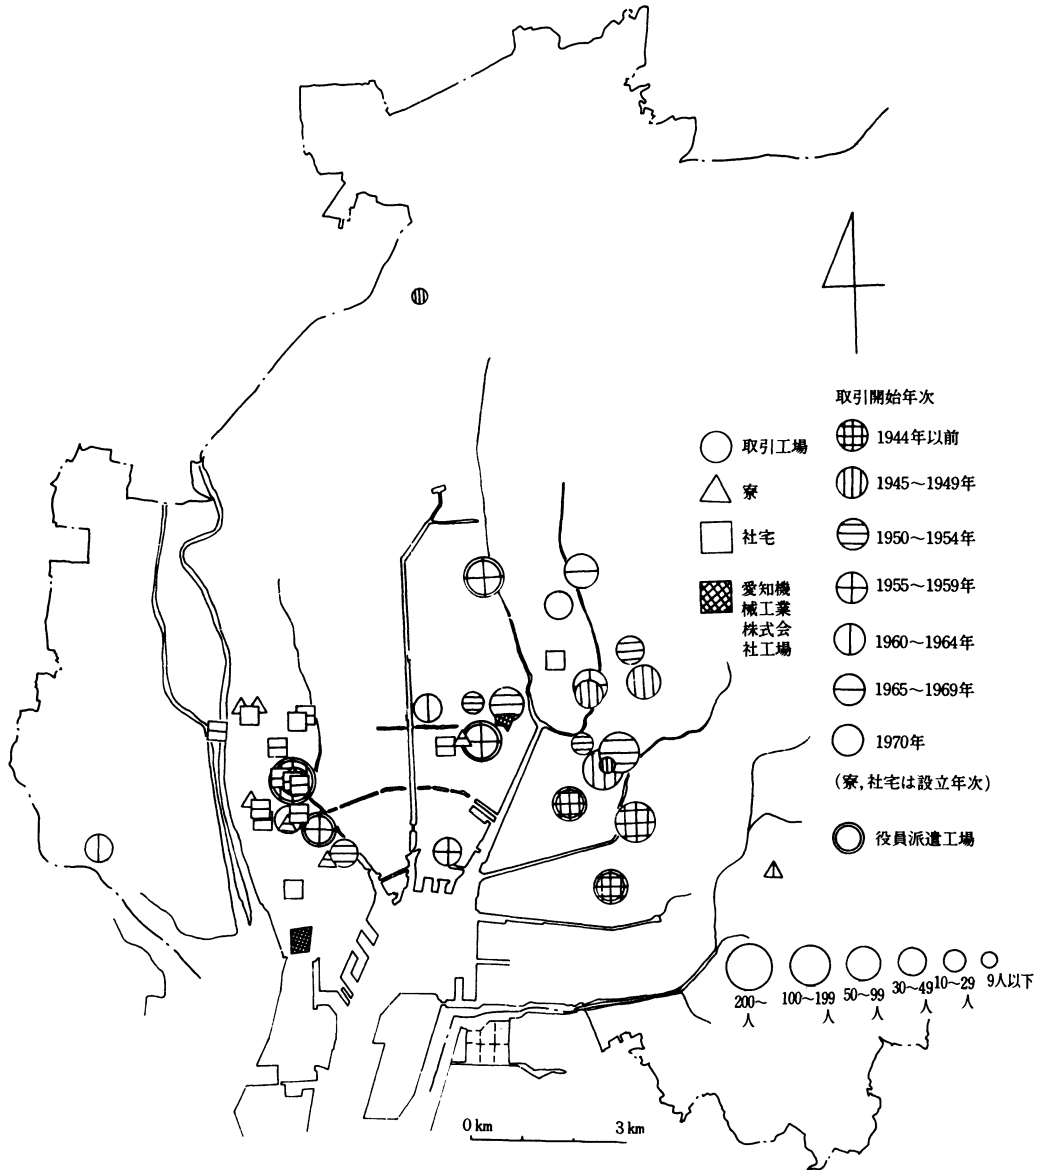 取引工場
寮
社宅
愛知機
械工業
株式会
社工場
取引開始年次
1944年以前
1945〜1949年
1950〜1954年
1955〜1959年
1960〜1964年
1965〜1969年
1970年
(寮,社宅は設立年次)
役員派遣工場
200〜
人
100〜199
人
50〜99
人
30〜49
人
10〜29
人
9人以下
0 km
3 km